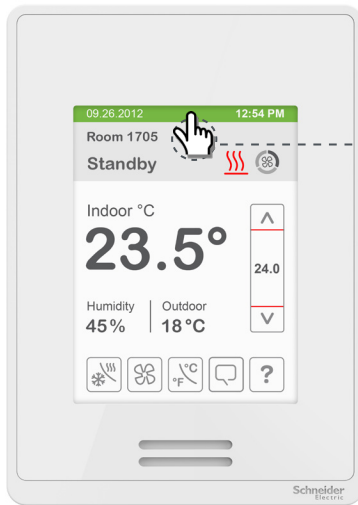 09.26.2012 12:54 PM
Room 1705
Standby
Indoor °C
23.5°
24.0
Humidity Outdoor
45% 18°C
°C
°F
?
Schneider
Electric